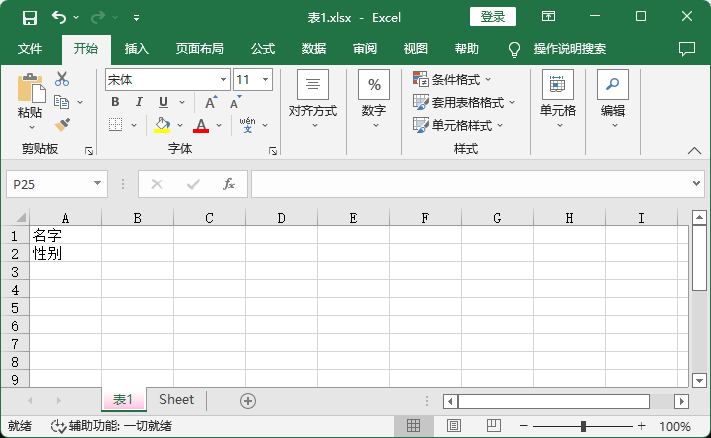 表1.xlsx - Excel
登录
文件 开始 插入 页面布局 公式 数据 审阅 视图 帮助 操作说明搜索
宋体 11 条件格式
B I U A A 套用表格格式
粘贴 对齐方式 数字 单元格 编辑
A wén 文 单元格样式
%
剪贴板 字体 样式
P25 fx
A B C D E F G H I
1 名字
2 性别
3
4
5
6
7
8
9
表1 Sheet
就绪 辅助功能: 一切就绪 100%